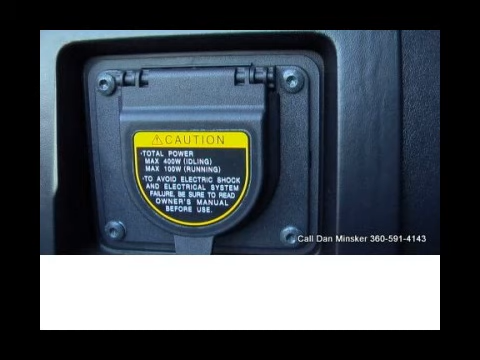 ⚠CAUTION
·TOTAL POWER
MAX 400W (IDLING)
MAX 100W (RUNNING)
·TO AVOID ELECTRIC SHOCK
AND ELECTRICAL SYSTEM
FAILURE, BE SURE TO READ
OWNER'S MANUAL
BEFORE USE.
Call Dan Minsker 360-591-4143